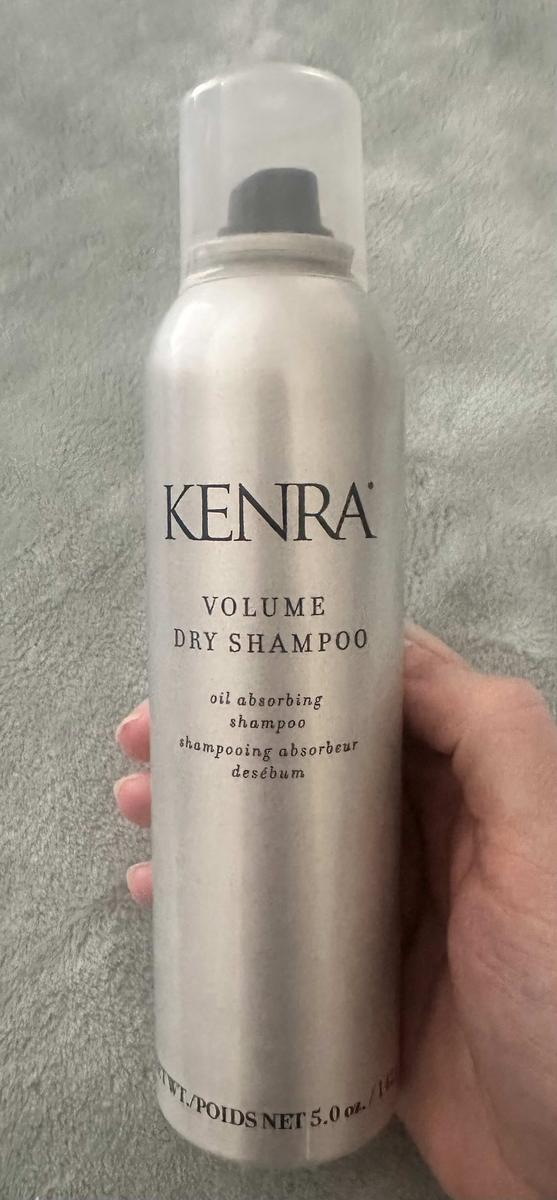 KENRA
VOLUME
DRY SHAMPOO
oil absorbing
shampoo
shampooing absorbeur
desébum
WT./POIDS NET 5.0 oz. /